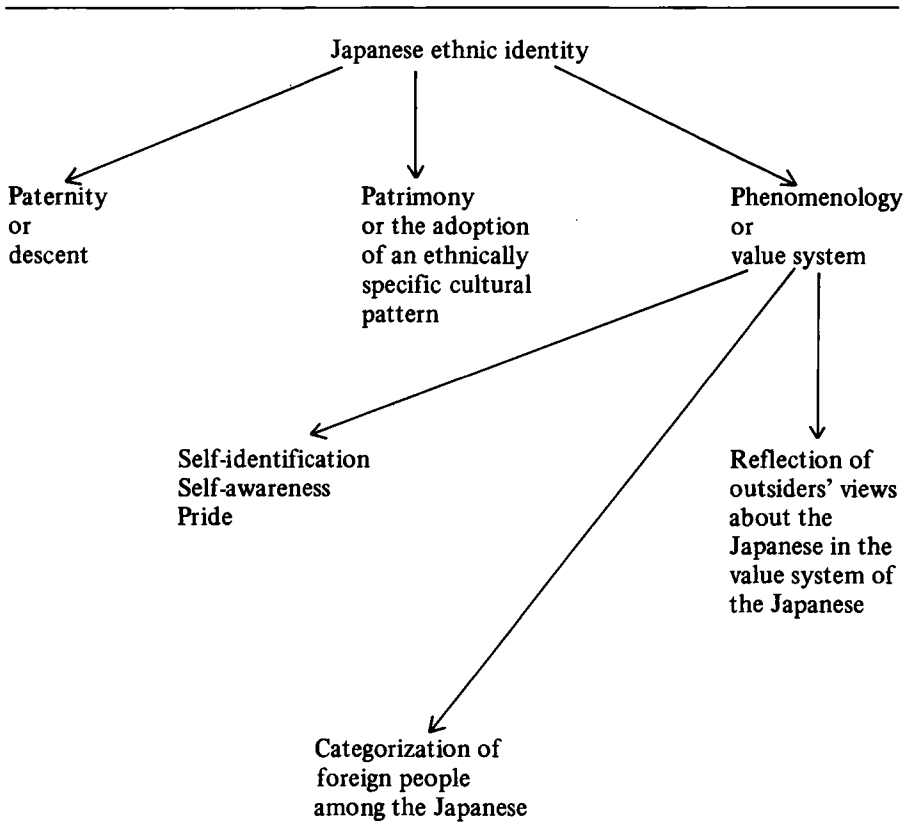 Japanese ethnic identity
Paternity
or
descent
Patrimony
or the adoption
of an ethnically
specific cultural
pattern
Phenomenology
or
value system
Self-identification
Self-awareness
Pride
Reflection of
outsiders’ views
about the
Japanese in the
value system of
the Japanese
Categorization of
foreign people
among the Japanese